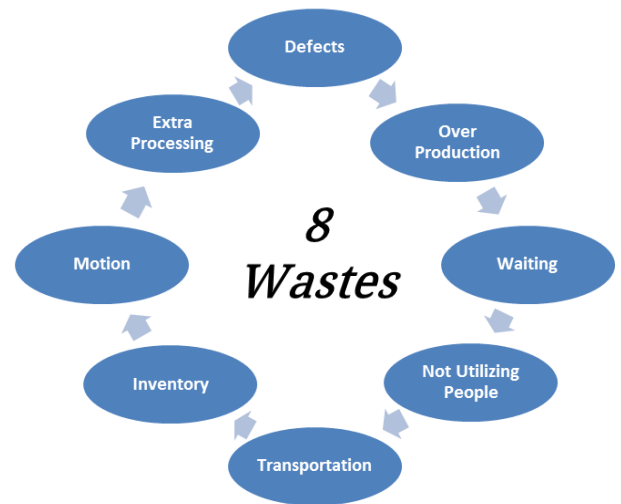 Defects
Over
Production
Waiting
Not Utilizing
People
Transportation
Inventory
Motion
Extra
Processing
8
Wastes